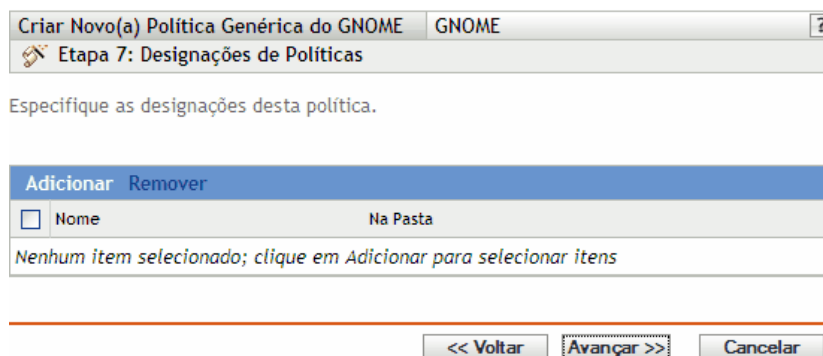 Criar Novo(a) Política Genérica do GNOME GNOME ?
Etapa 7: Designações de Políticas
Especifique as designações desta política.
Adicionar Remover
Nome Na Pasta
Nenhum item selecionado; clique em Adicionar para selecionar itens
<< Voltar Avançar >> Cancelar